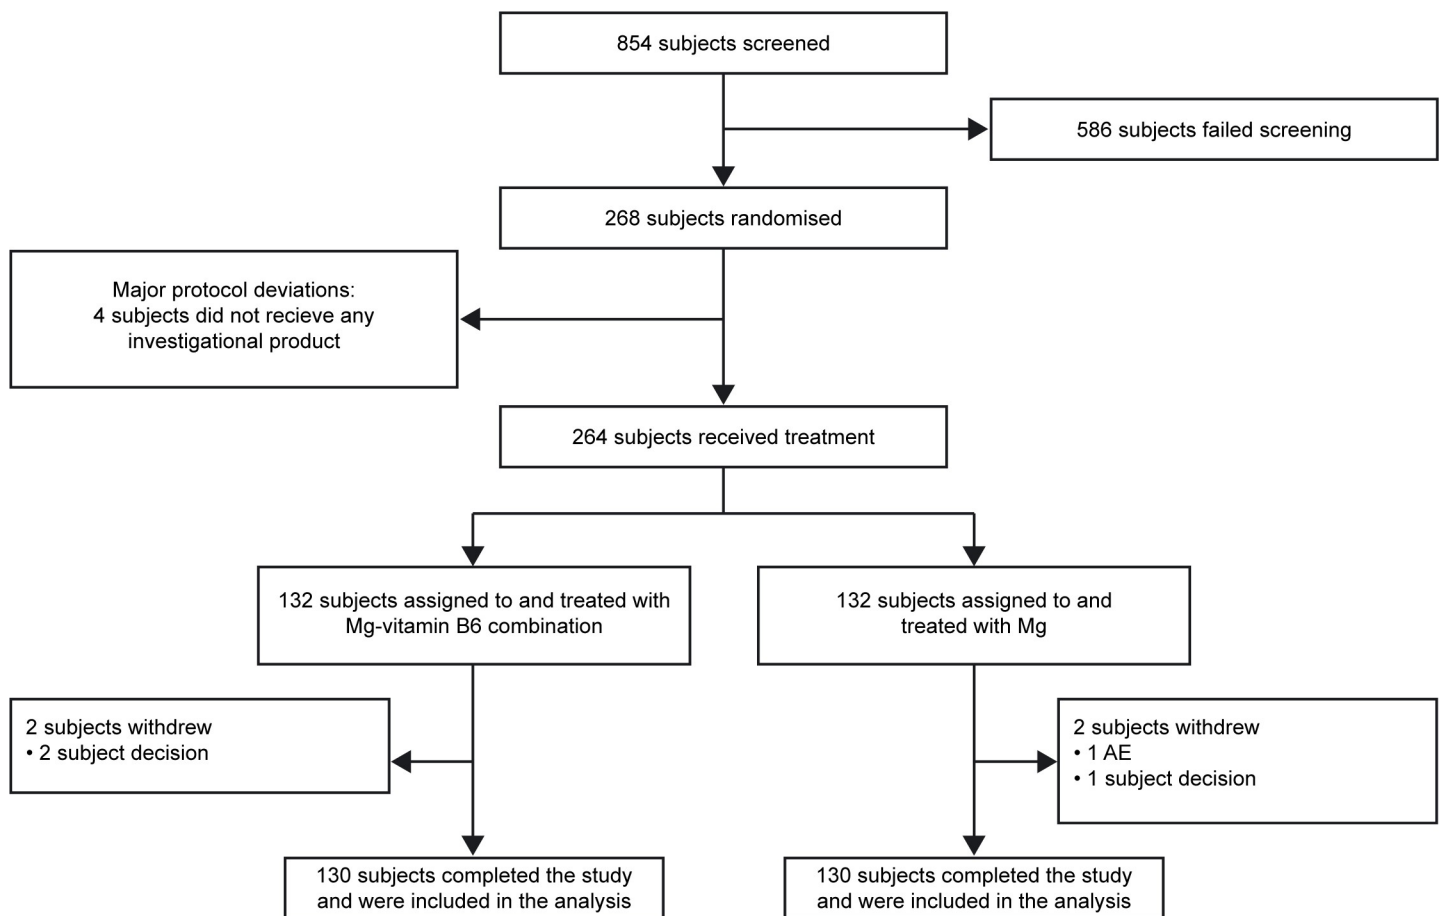 854 subjects screened
586 subjects failed screening
268 subjects randomised
Major protocol deviations:
4 subjects did not recieve any
investigational product
264 subjects received treatment
132 subjects assigned to and treated with
Mg-vitamin B6 combination
132 subjects assigned to and
treated with Mg
2 subjects withdrew
• 2 subject decision
2 subjects withdrew
• 1 AE
• 1 subject decision
130 subjects completed the study
and were included in the analysis
130 subjects completed the study
and were included in the analysis